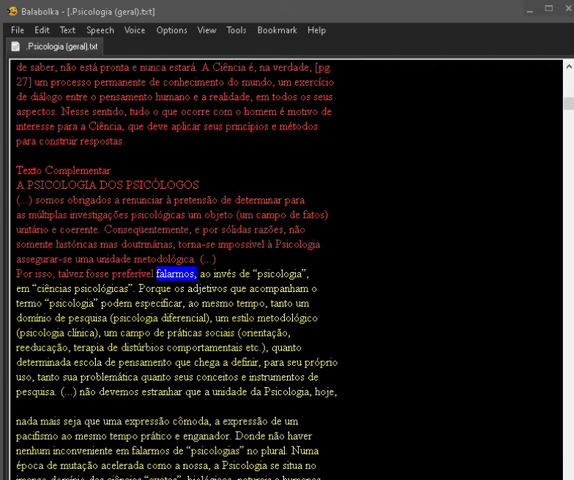 Balabolka - [.Psicologia (geral).txt]
File Edit Text Speech Voice Options View Tools Bookmark Help
.Psicologia (geral).txt
de saber, não está pronta e nunca estará. A Ciência é, na verdade, [pg.
27] um processo permanente de conhecimento do mundo, um exercício
de diálogo entre o pensamento humano e a realidade, em todos os seus
aspectos. Nesse sentido, tudo o que ocorre com o homem é motivo de
interesse para a Ciência, que deve aplicar seus princípios e métodos
para construir respostas.
Texto Complementar
A PSICOLOGIA DOS PSICÓLOGOS
(...) somos obrigados a renunciar à pretensão de determinar para
as múltiplas investigações psicológicas um objeto (um campo de fatos)
unitário e coerente. Conseqüentemente, e por sólidas razões, não
somente históricas mas doutrinárias, torna-se impossível à Psicologia
assegurar-se uma unidade metodológica. (...)
Por isso, talvez fosse preferível falarmos, ao invés de “psicologia”,
em “ciências psicológicas”. Porque os adjetivos que acompanham o
termo “psicologia” podem especificar, ao mesmo tempo, tanto um
domínio de pesquisa (psicologia diferencial), um estilo metodológico
(psicologia clínica), um campo de práticas sociais (orientação,
reeducação, terapia de distúrbios comportamentais etc.), quanto
determinada escola de pensamento que chega a definir, para seu próprio
uso, tanto sua problemática quanto seus conceitos e instrumentos de
pesquisa. (...) não devemos estranhar que a unidade da Psicologia, hoje,
nada mais seja que uma expressão cômoda, a expressão de um
pacifismo ao mesmo tempo prático e enganador. Donde não haver
nenhum inconveniente em falarmos de “psicologias” no plural. Numa
época de mutação acelerada como a nossa, a Psicologia se situa no